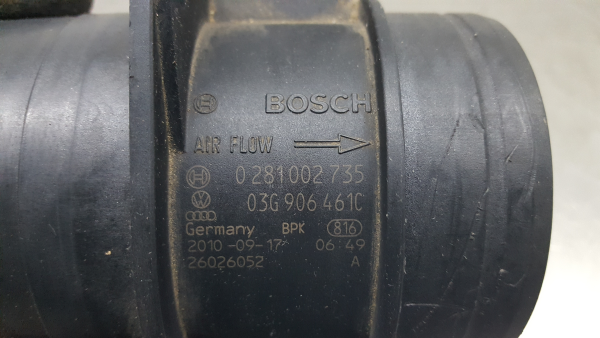 BOSCH
AIR FLOW
0 281 002 735
03G 906 461C
Germany BPK 816
2010-09-17 06:49
26026052 A